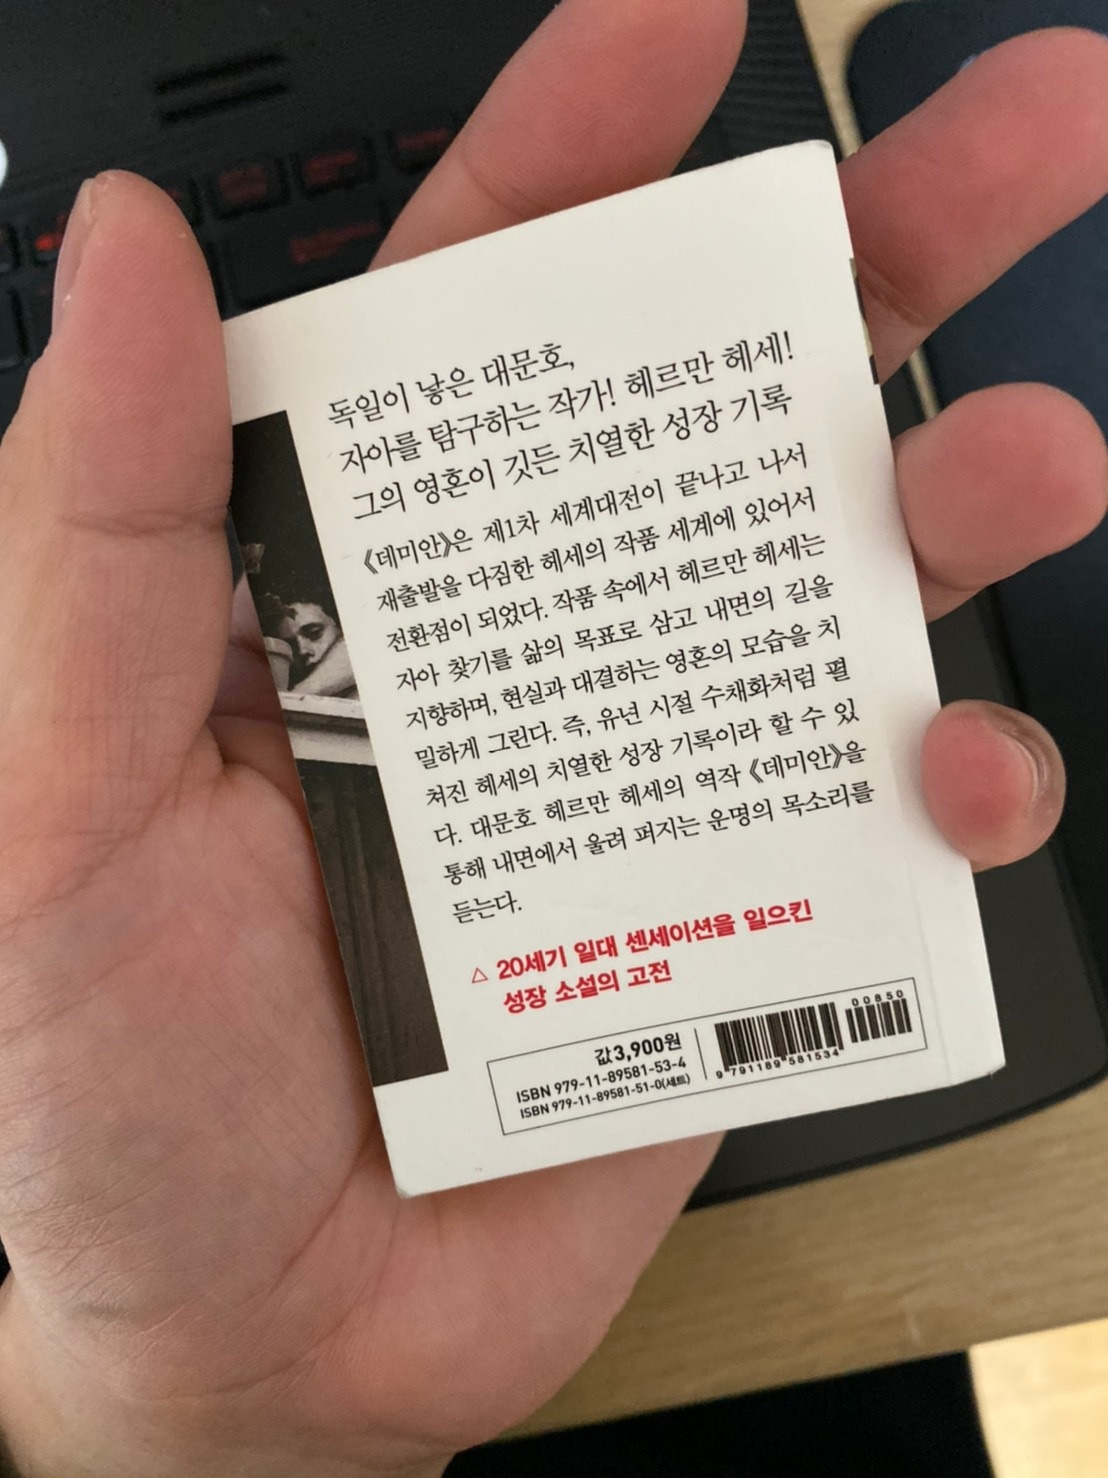 독일이 낳은 대문호,
자아를 탐구하는 작가! 헤르만 헤세!
그의 영혼이 깃든 치열한 성장 기록
《데미안》은 제1차 세계대전이 끝나고 나서
재출발을 다짐한 헤세의 작품 세계에 있어서
전환점이 되었다. 작품 속에서 헤르만 헤세는
자아 찾기를 삶의 목표로 삼고 내면의 길을
지향하며, 현실과 대결하는 영혼의 모습을 치
밀하게 그린다. 즉, 유년 시절 수채화처럼 펼
쳐진 헤세의 치열한 성장 기록이라 할 수 있
다. 대문호 헤르만 헤세의 역작 《데미안》을
통해 내면에서 울려 퍼지는 운명의 목소리를
듣는다.
△ 20세기 일대 센세이션을 일으킨
성장 소설의 고전
값3,900원
ISBN 979-11-89581-53-4
ISBN 979-11-89581-51-0(세트)
00850
9 791189 581534